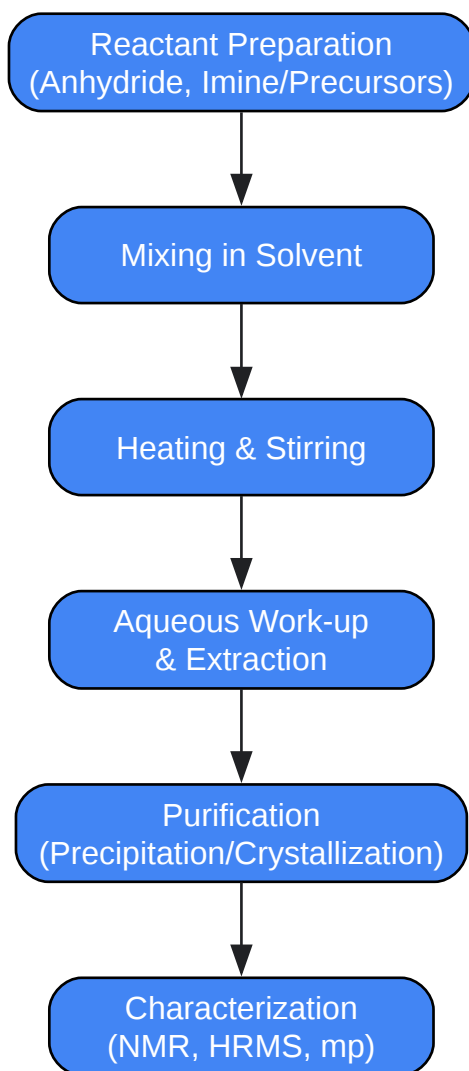 Reactant Preparation
(Anhydride, Imine/Precursors)
Mixing in Solvent
Heating & Stirring
Aqueous Work-up
& Extraction
Purification
(Precipitation/Crystallization)
Characterization
(NMR, HRMS, mp)